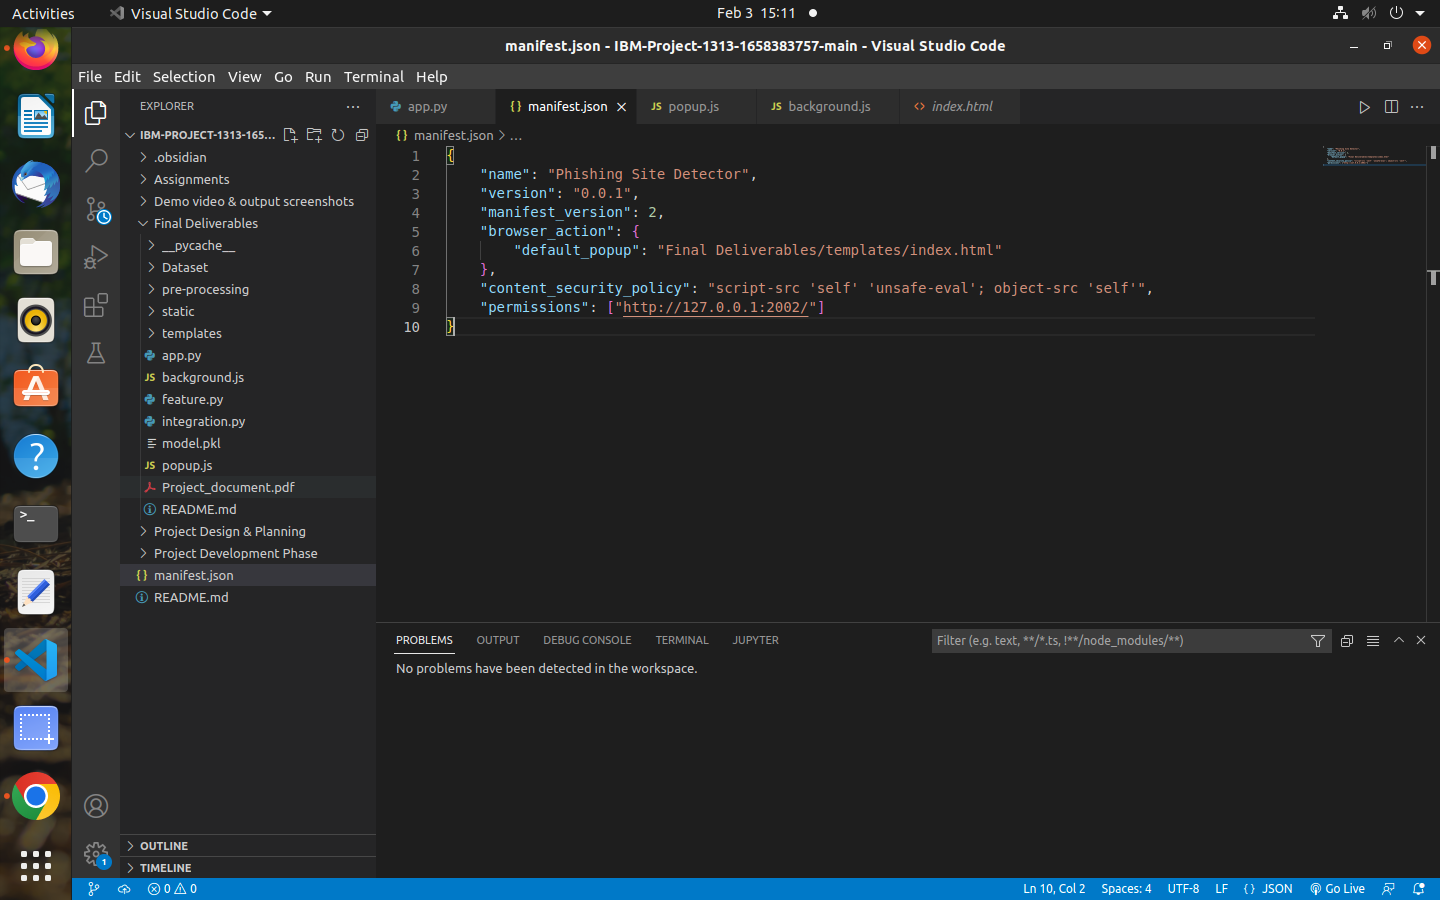 Activities
Visual Studio Code
Feb 3 15:11
manifest.json - IBM-Project-1313-1658383757-main - Visual Studio Code
File Edit Selection View Go Run Terminal Help
EXPLORER
IBM-PROJECT-1313-165...
.obsidian
Assignments
Demo video & output screenshots
Final Deliverables
__pycache__
Dataset
pre-processing
static
templates
app.py
JS background.js
feature.py
integration.py
model.pkl
JS popup.js
Project_document.pdf
README.md
Project Design & Planning
Project Development Phase
{} manifest.json
README.md
OUTLINE
TIMELINE
app.py
{} manifest.json
JS popup.js
JS background.js
<> index.html
{} manifest.json > ...
1 {
2 "name": "Phishing Site Detector",
3 "version": "0.0.1",
4 "manifest_version": 2,
5 "browser_action": {
6 "default_popup": "Final Deliverables/templates/index.html"
7 },
8 "content_security_policy": "script-src 'self' 'unsafe-eval'; object-src 'self'",
9 "permissions": ["http://127.0.0.1:2002/"]
10 }
PROBLEMS OUTPUT DEBUG CONSOLE TERMINAL JUPYTER
Filter (e.g. text, **/*.ts, !**/node_modules/**)
No problems have been detected in the workspace.
1
0 0
Ln 10, Col 2
Spaces: 4
UTF-8
LF
{} JSON
Go Live